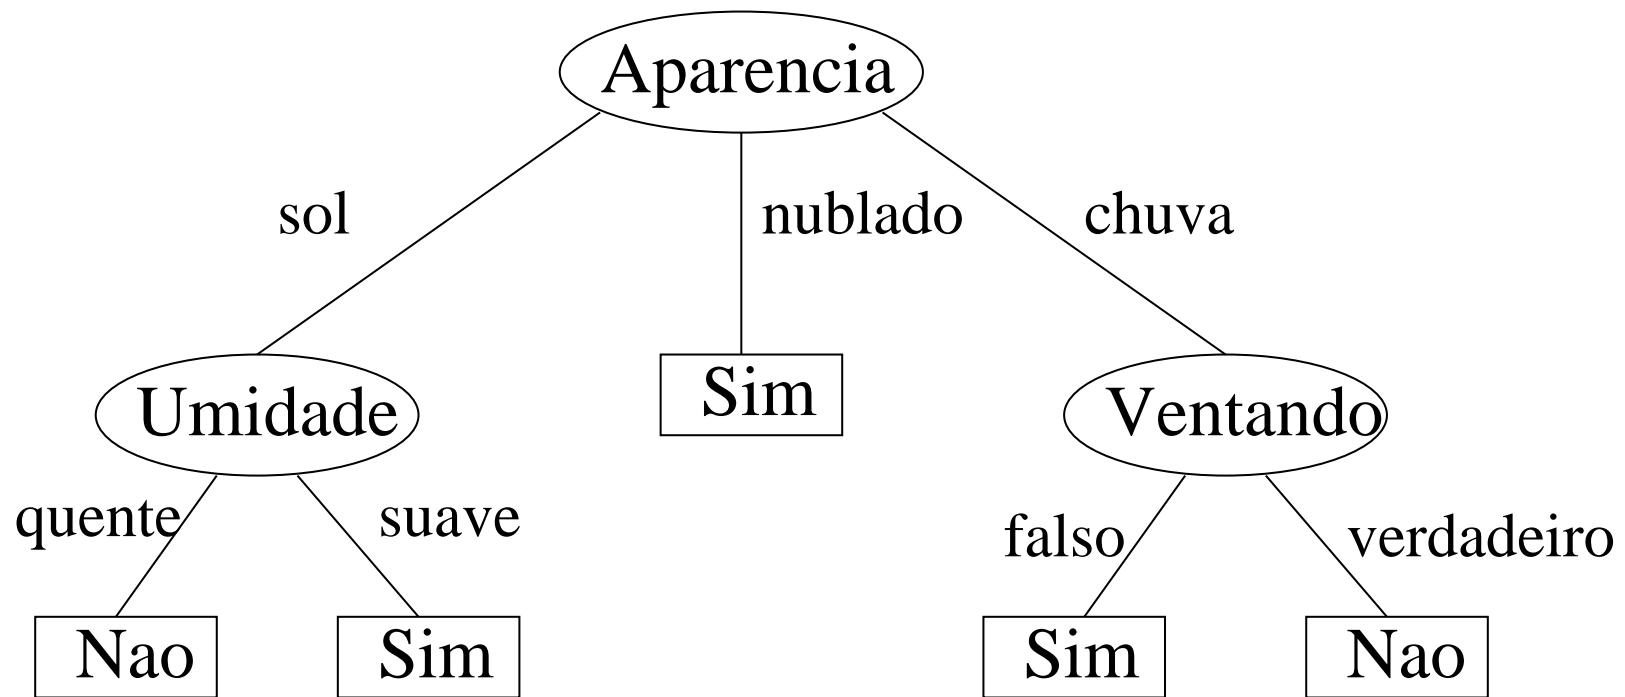 Aparencia
sol nublado chuva
Umidade Sim Ventando
quente suave falso verdadeiro
Nao Sim Sim Nao